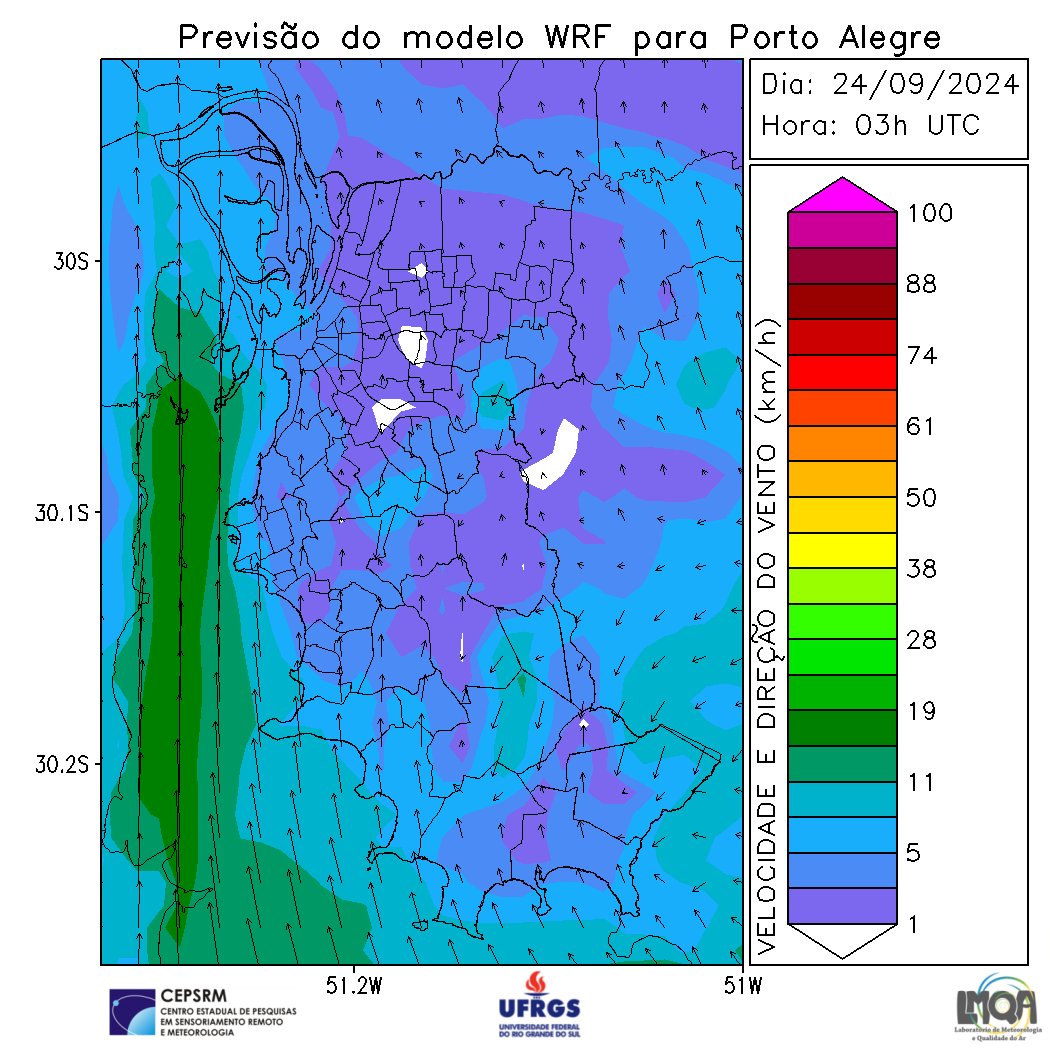 Previsão do modelo WRF para Porto Alegre
Dia: 24/09/2024
Hora: 03h UTC
30S
30.1S
30.2S
51.2W
51W
VELOCIDADE E DIREÇÃO DO VENTO (km/h)
100
88
74
61
50
38
28
19
11
5
1
CEPSRM
CENTRO ESTADUAL DE PESQUISAS
EM SENSORIAMENTO REMOTO
E METEOROLOGIA
UFRGS
UNIVERSIDADE FEDERAL
DO RIO GRANDE DO SUL
LMQA
Laboratório de Meteorologia
e Qualidade do Ar